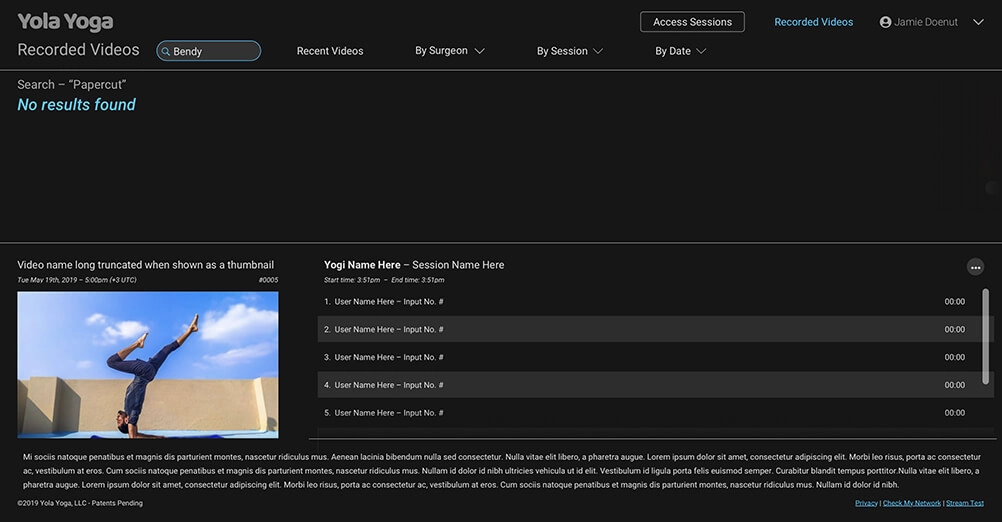 Yola Yoga
Access Sessions
Recorded Videos
Jamie Doenut
Recorded Videos
Bendy
Recent Videos
By Surgeon
By Session
By Date
Search – “Papercut”
No results found
Video name long truncated when shown as a thumbnail
Tue May 19th, 2019 – 5:00pm (+3 UTC)
#0005
Yogi Name Here – Session Name Here
Start time: 3:51pm – End time: 3:51pm
1. User Name Here – Input No. # 00:00
2. User Name Here – Input No. # 00:00
3. User Name Here – Input No. # 00:00
4. User Name Here – Input No. # 00:00
5. User Name Here – Input No. # 00:00
Mi sociis natoque penatibus et magnis dis parturient montes, nascetur ridiculus mus. Aenean lacinia bibendum nulla sed consectetur. Nulla vitae elit libero, a pharetra augue. Lorem ipsum dolor sit amet, consectetur adipiscing elit. Morbi leo risus, porta ac consectetur
ac, vestibulum at eros. Cum sociis natoque penatibus et magnis dis parturient montes, nascetur ridiculus mus. Nullam id dolor id nibh ultricies vehicula ut id elit. Vestibulum id ligula porta felis euismod semper. Curabitur blandit tempus porttitor.Nulla vitae elit libero, a
pharetra augue. Lorem ipsum dolor sit amet, consectetur adipiscing elit. Morbi leo risus, porta ac consectetur ac, vestibulum at eros. Cum sociis natoque penatibus et magnis dis parturient montes, nascetur ridiculus mus. Nullam id dolor id nibh.
©2019 Yola Yoga, LLC - Patents Pending
Privacy | Check My Network | Stream Test